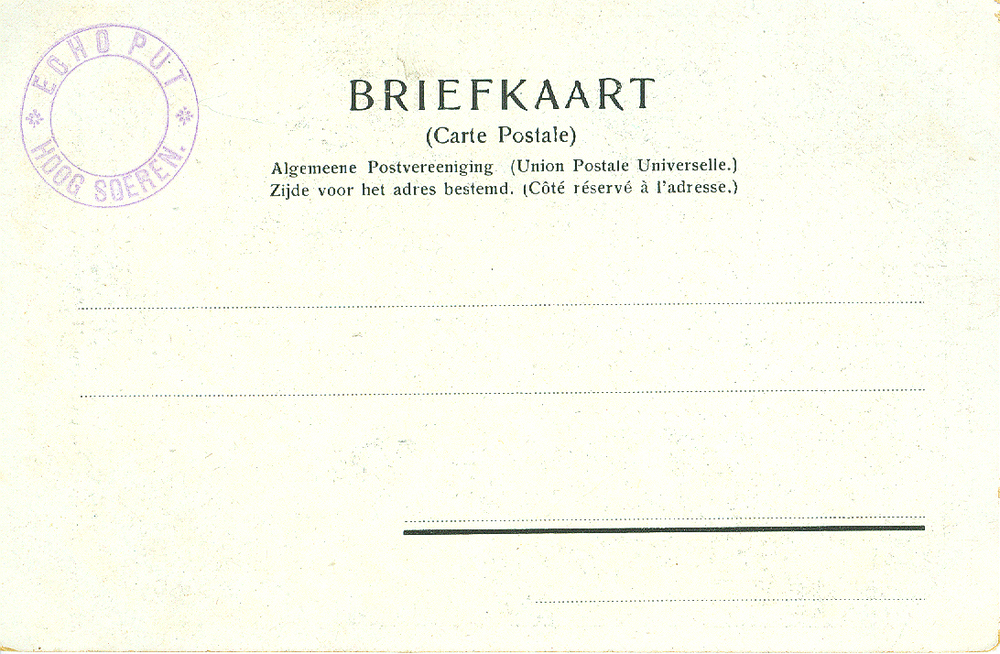 ECHO PUT
HOOG SOEREN.
BRIEFKAART
(Carte Postale)
Algemeene Postvereeniging (Union Postale Universelle.)
Zijde voor het adres bestemd. (Côté réservé à l'adresse.)